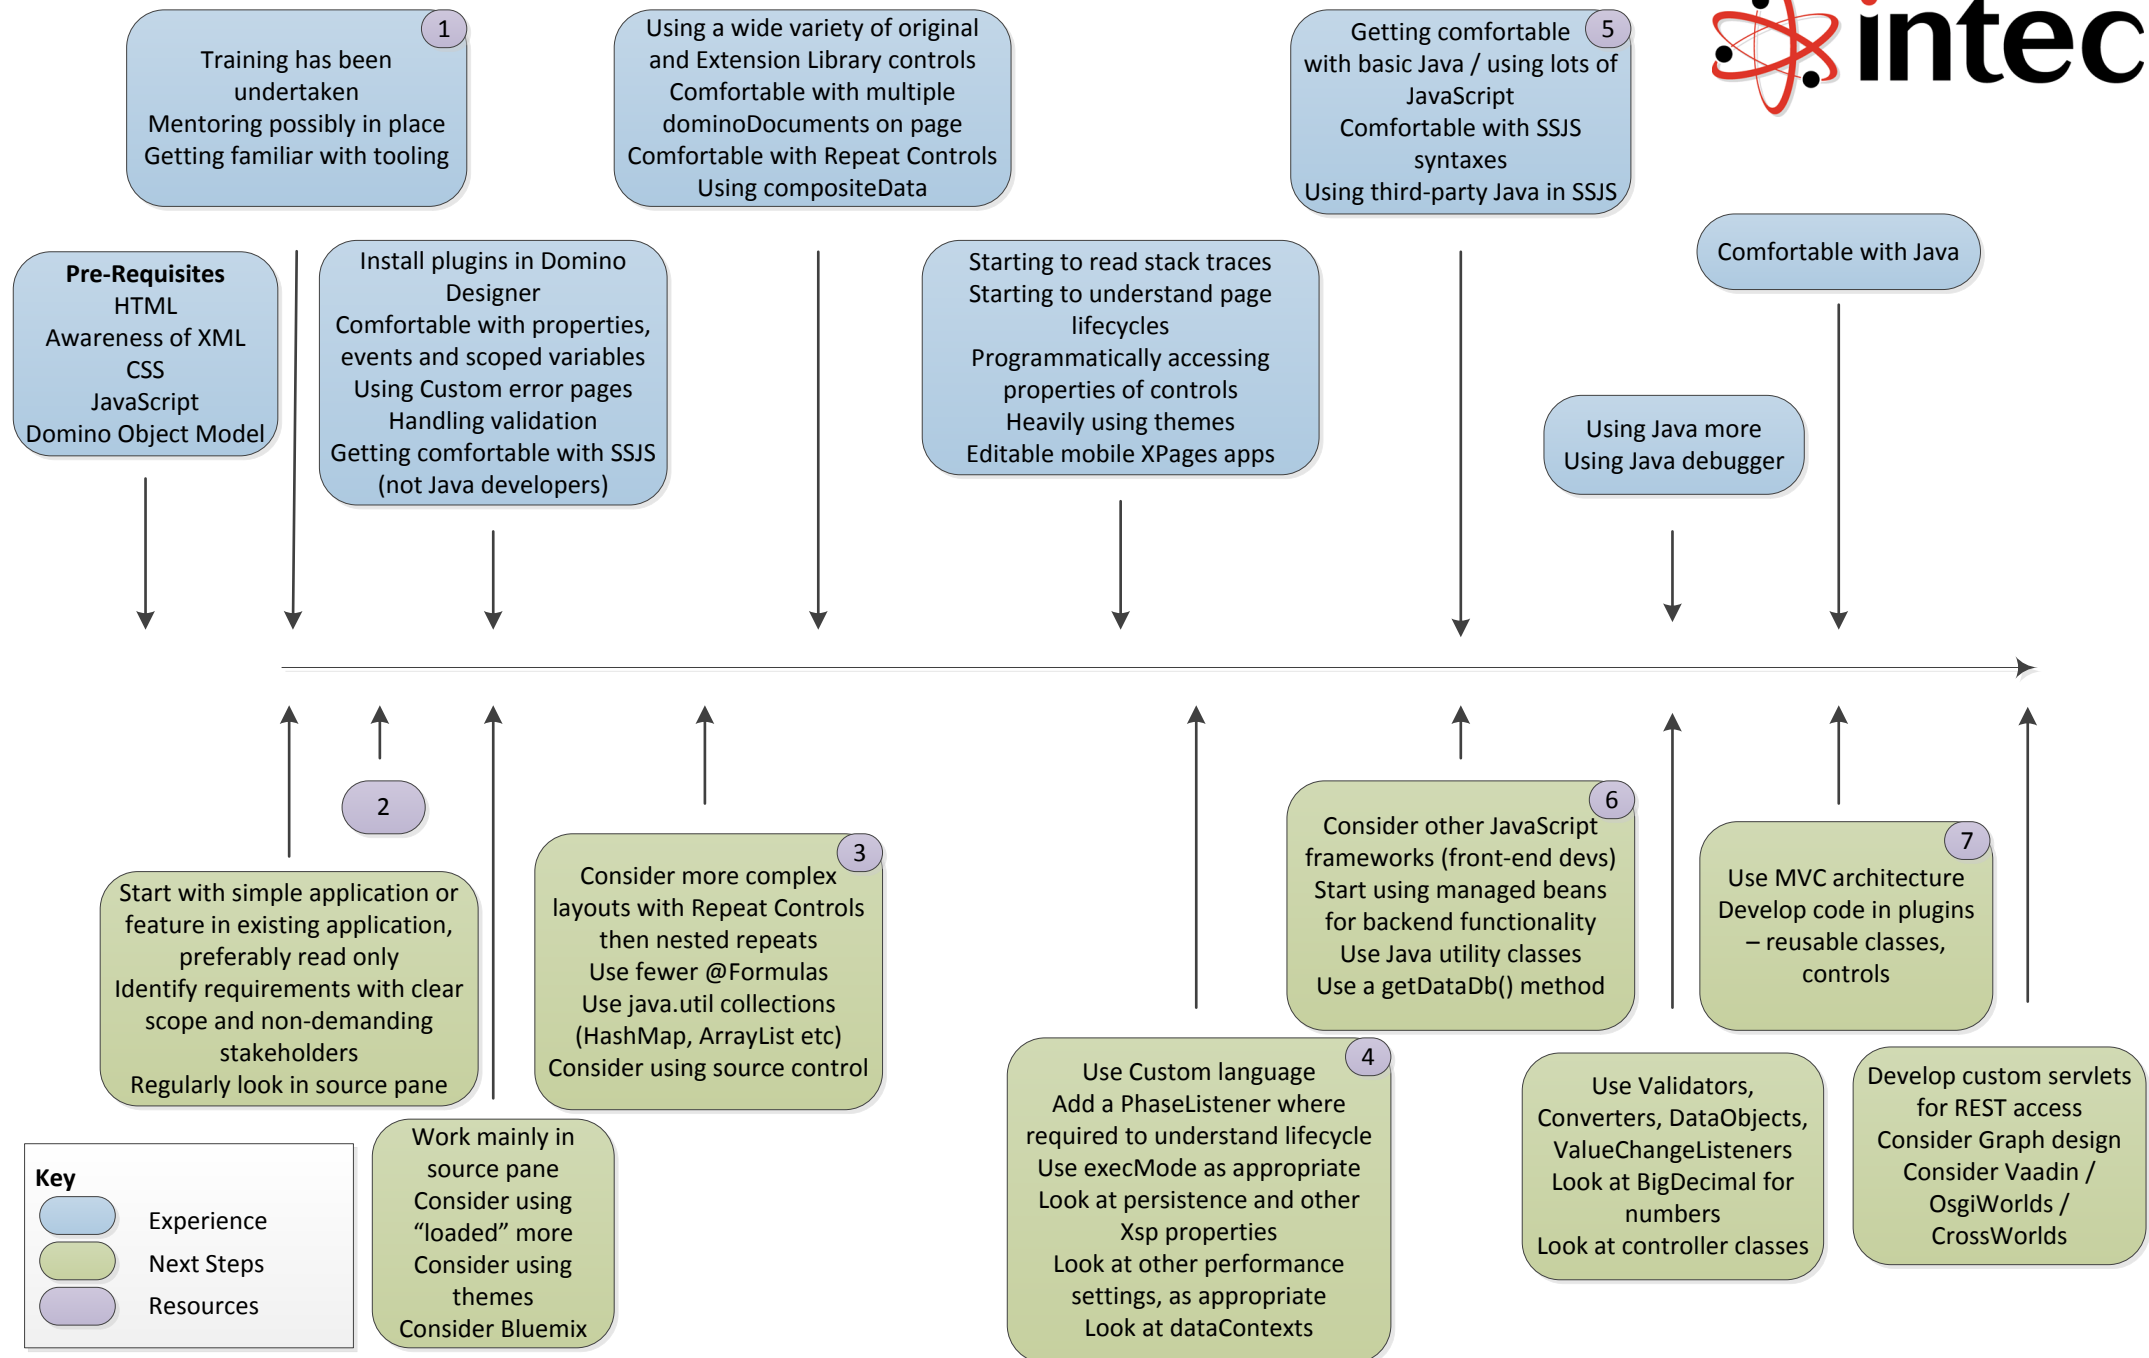 1
Training has been
undertaken
Mentoring possibly in place
Getting familiar with tooling
Using a wide variety of original
and Extension Library controls
Comfortable with multiple
dominoDocuments on page
Comfortable with Repeat Controls
Using compositeData
5
Getting comfortable
with basic Java / using lots of
JavaScript
Comfortable with SSJS
syntaxes
Using third-party Java in SSJS
intec
Pre-Requisites
HTML
Awareness of XML
CSS
JavaScript
Domino Object Model
Install plugins in Domino
Designer
Comfortable with properties,
events and scoped variables
Using Custom error pages
Handling validation
Getting comfortable with SSJS
(not Java developers)
Starting to read stack traces
Starting to understand page
lifecycles
Programmatically accessing
properties of controls
Heavily using themes
Editable mobile XPages apps
Using Java more
Using Java debugger
Comfortable with Java
Start with simple application or
feature in existing application,
preferably read only
Identify requirements with clear
scope and non-demanding
stakeholders
Regularly look in source pane
2
Work mainly in
source pane
Consider using
“loaded” more
Consider using
themes
Consider Bluemix
3
Consider more complex
layouts with Repeat Controls
then nested repeats
Use fewer @Formulas
Use java.util collections
(HashMap, ArrayList etc)
Consider using source control
4
Use Custom language
Add a PhaseListener where
required to understand lifecycle
Use execMode as appropriate
Look at persistence and other
Xsp properties
Look at other performance
settings, as appropriate
Look at dataContexts
6
Consider other JavaScript
frameworks (front-end devs)
Start using managed beans
for backend functionality
Use Java utility classes
Use a getDataDb() method
Use Validators,
Converters, DataObjects,
ValueChangeListeners
Look at BigDecimal for
numbers
Look at controller classes
7
Use MVC architecture
Develop code in plugins
– reusable classes,
controls
Develop custom servlets
for REST access
Consider Graph design
Consider Vaadin /
OsgiWorlds /
CrossWorlds
Key
Experience
Next Steps
Resources